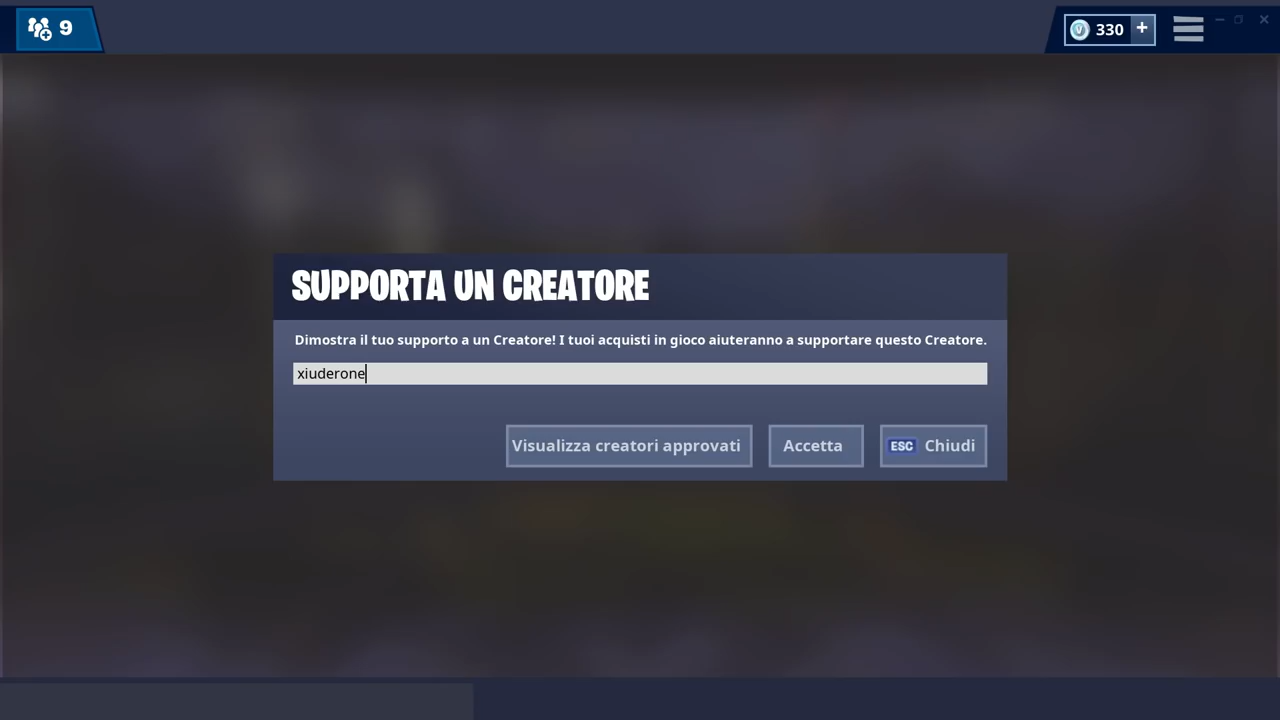 9
330 +
SUPPORTA UN CREATORE
Dimostra il tuo supporto a un Creatore! I tuoi acquisti in gioco aiuteranno a supportare questo Creatore.
xiuderone
Visualizza creatori approvati
Accetta
ESC Chiudi